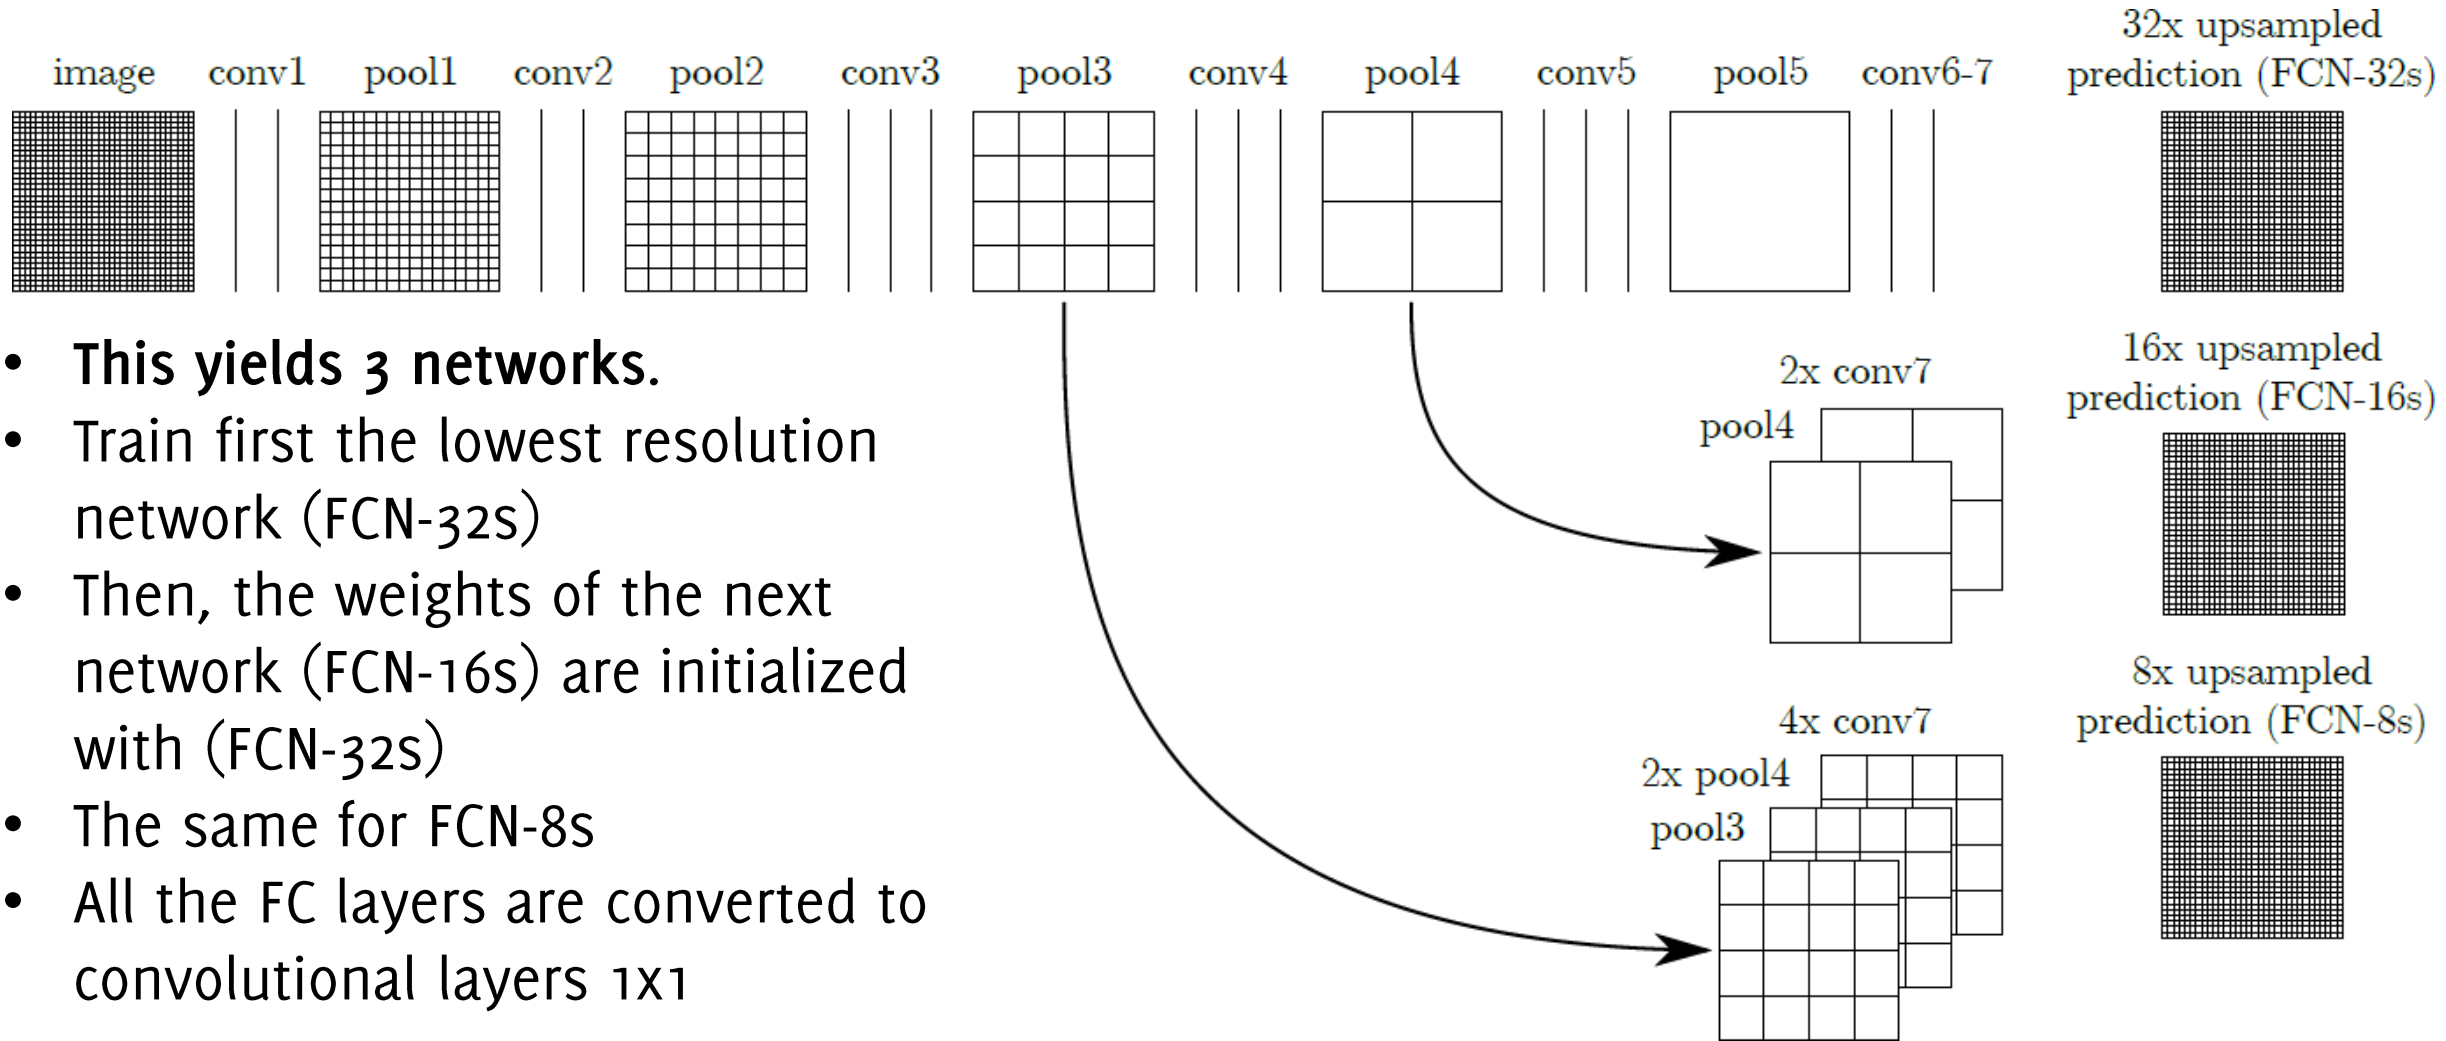 image conv1 pool1 conv2 pool2 conv3 pool3 conv4 pool4 conv5 pool5 conv6-7
32x upsampled
prediction (FCN-32s)
• This yields 3 networks.
• Train first the lowest resolution
network (FCN-32s)
• Then, the weights of the next
network (FCN-16s) are initialized
with (FCN-32s)
• The same for FCN-8s
• All the FC layers are converted to
convolutional layers 1x1
2x conv7
pool4
16x upsampled
prediction (FCN-16s)
4x conv7
2x pool4
pool3
8x upsampled
prediction (FCN-8s)